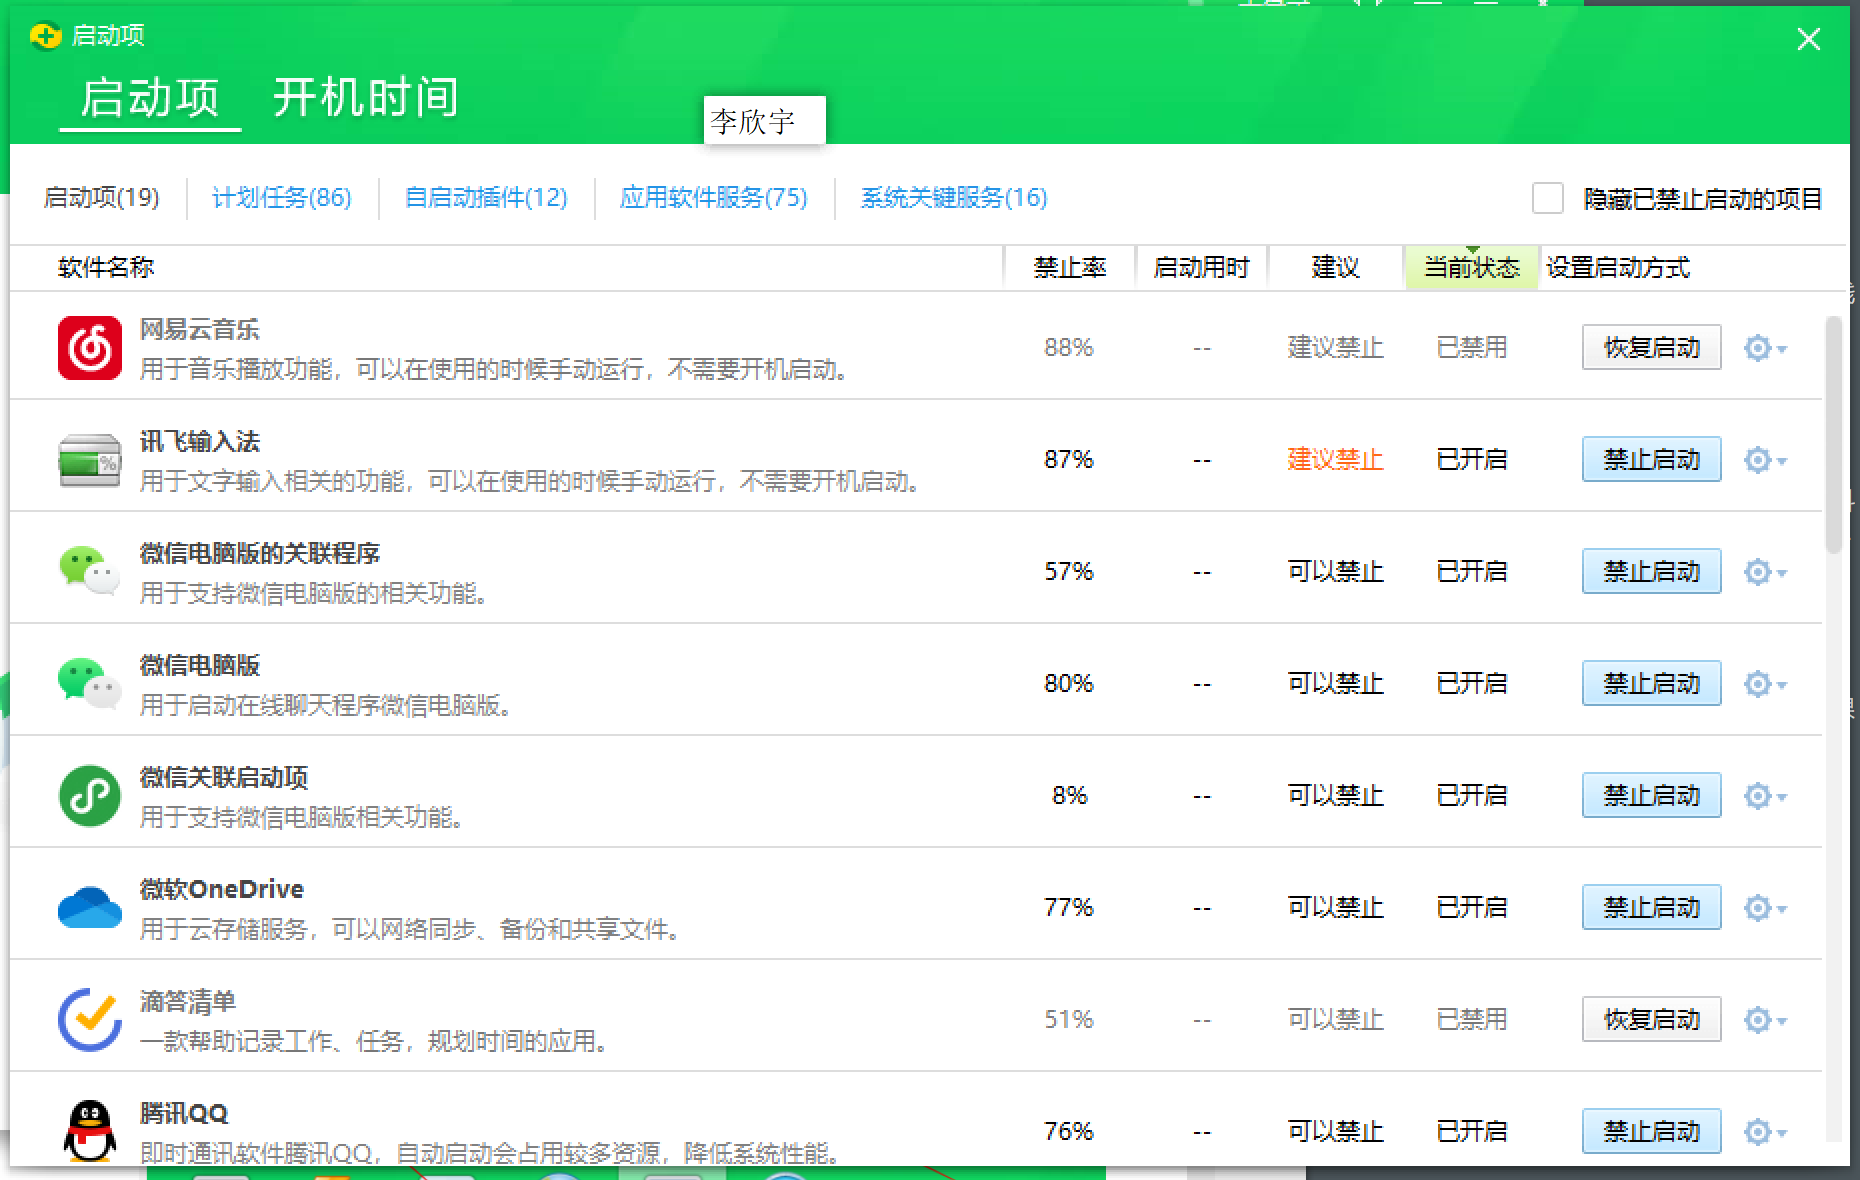 启动项
启动项 开机时间
李欣宇
启动项(19) 计划任务(86) 自启动插件(12) 应用软件服务(75) 系统关键服务(16) 隐藏已禁止启动的项目
软件名称 禁止率 启动用时 建议 当前状态 设置启动方式
网易云音乐
用于音乐播放功能，可以在使用的时候手动运行，不需要开机启动。
88% -- 建议禁止 已禁用 恢复启动
讯飞输入法
用于文字输入相关的功能，可以在使用的时候手动运行，不需要开机启动。
87% -- 建议禁止 已开启 禁止启动
微信电脑版的关联程序
用于支持微信电脑版的相关功能。
57% -- 可以禁止 已开启 禁止启动
微信电脑版
用于启动在线聊天程序微信电脑版。
80% -- 可以禁止 已开启 禁止启动
微信关联启动项
用于支持微信电脑版相关功能。
8% -- 可以禁止 已开启 禁止启动
微软OneDrive
用于云存储服务，可以网络同步、备份和共享文件。
77% -- 可以禁止 已开启 禁止启动
滴答清单
一款帮助记录工作、任务，规划时间的应用。
51% -- 可以禁止 已禁用 恢复启动
腾讯QQ
即时通讯软件腾讯QQ，自动启动会占用较多资源，降低系统性能。
76% -- 可以禁止 已开启 禁止启动